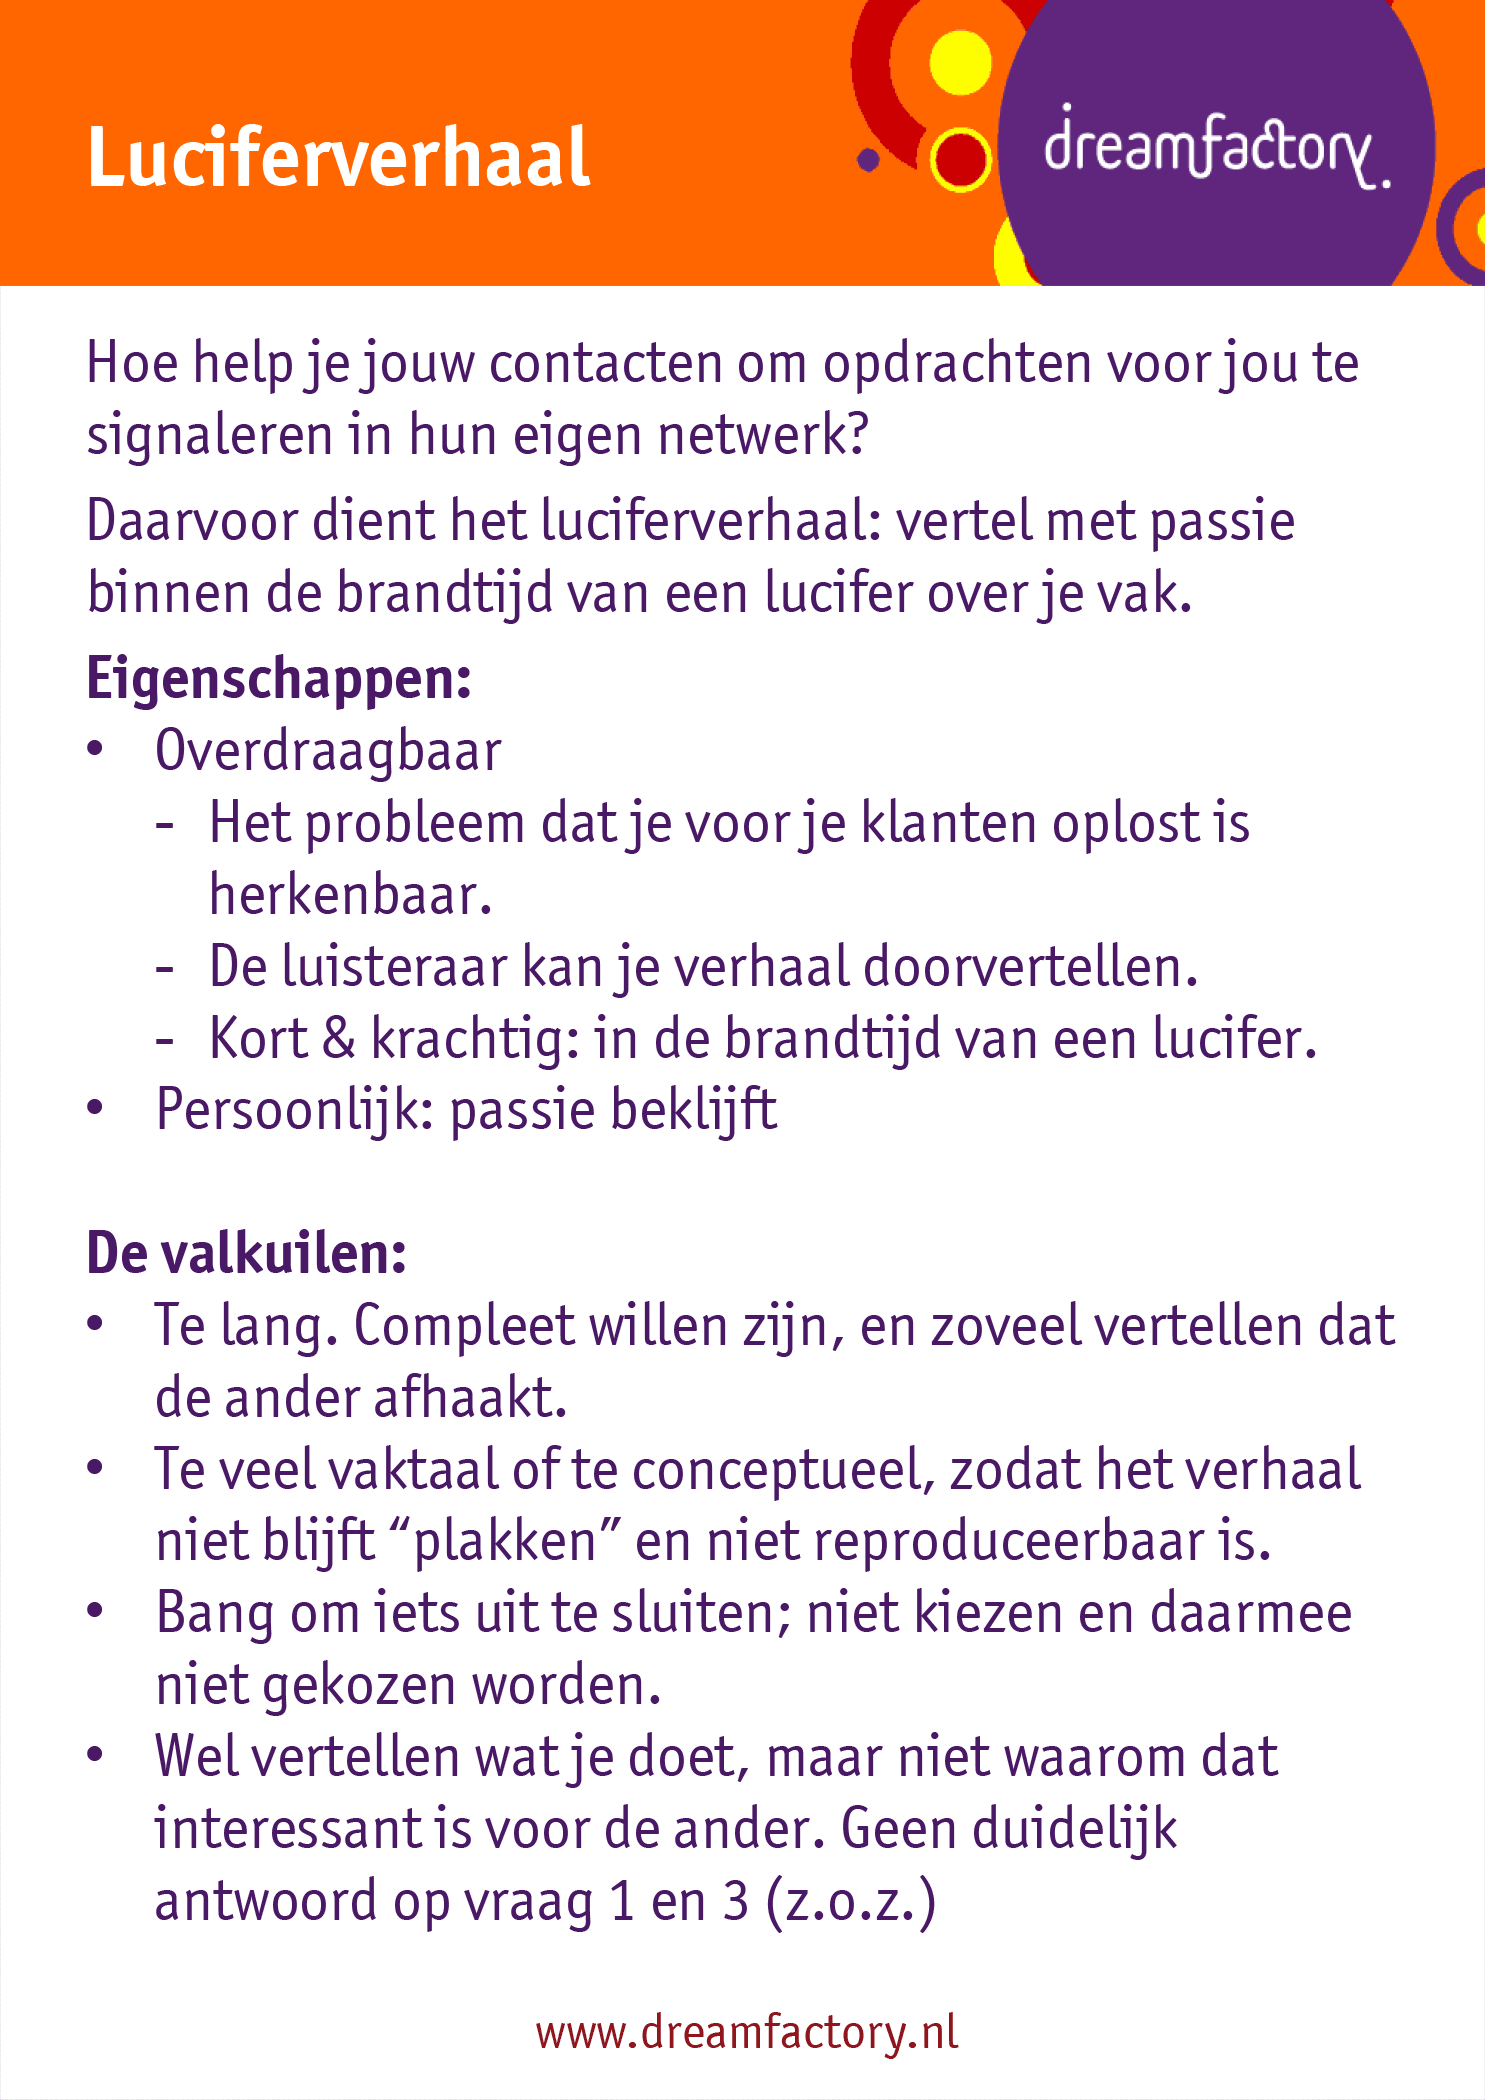 Luciferverhaal
dreamfactory.
Hoe help je jouw contacten om opdrachten voor jou te
signaleren in hun eigen netwerk?
Daarvoor dient het luciferverhaal: vertel met passie
binnen de brandtijd van een lucifer over je vak.
Eigenschappen:
• Overdraagbaar
- Het probleem dat je voor je klanten oplost is
herkenbaar.
- De luisteraar kan je verhaal doorvertellen.
- Kort & krachtig: in de brandtijd van een lucifer.
• Persoonlijk: passie beklijft
De valkuilen:
• Te lang. Compleet willen zijn, en zoveel vertellen dat
de ander afhaakt.
• Te veel vaktaal of te conceptueel, zodat het verhaal
niet blijft “plakken” en niet reproduceerbaar is.
• Bang om iets uit te sluiten; niet kiezen en daarmee
niet gekozen worden.
• Wel vertellen wat je doet, maar niet waarom dat
interessant is voor de ander. Geen duidelijk
antwoord op vraag 1 en 3 (z.o.z.)
www.dreamfactory.nl